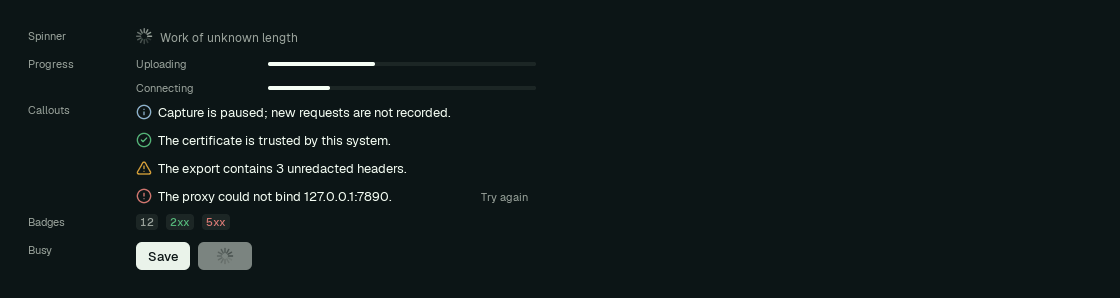 Spinner
Work of unknown length
Progress
Uploading
Connecting
Callouts
Capture is paused; new requests are not recorded.
The certificate is trusted by this system.
The export contains 3 unredacted headers.
The proxy could not bind 127.0.0.1:7890.
Try again
Badges
12 2xx 5xx
Busy
Save